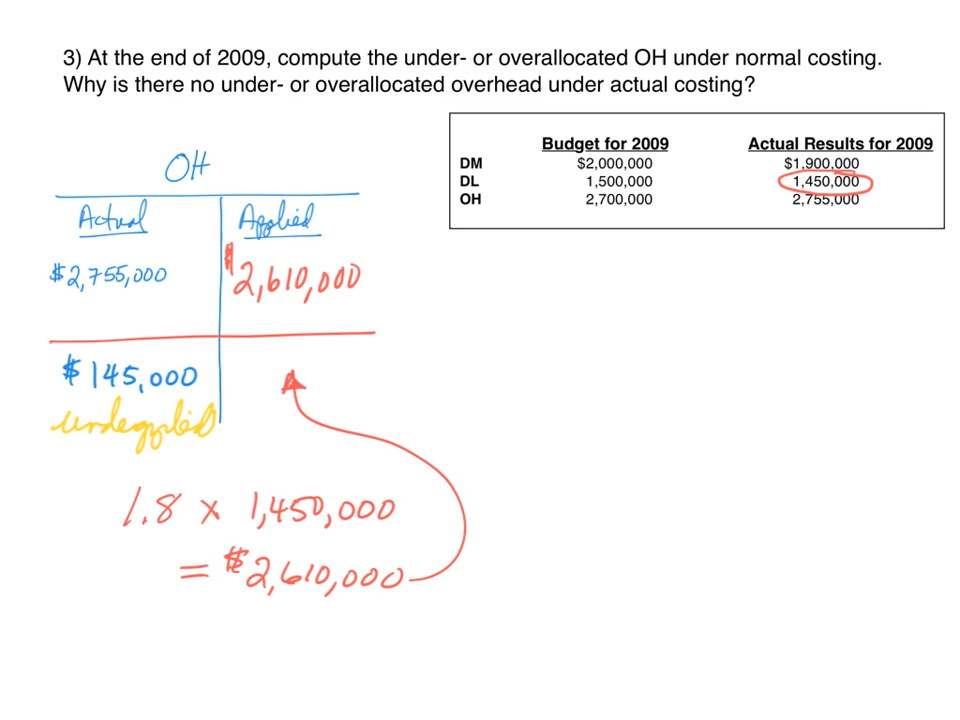 3) At the end of 2009, compute the under- or overallocated OH under normal costing.
Why is there no under- or overallocated overhead under actual costing?
Budget for 2009 Actual Results for 2009
DM $2,000,000 $1,900,000
DL 1,500,000 1,450,000
OH 2,700,000 2,755,000
OH
Actual Applied
$2,755,000 $2,610,000
$145,000
underapplied
1.8 x 1,450,000
= $2,610,000